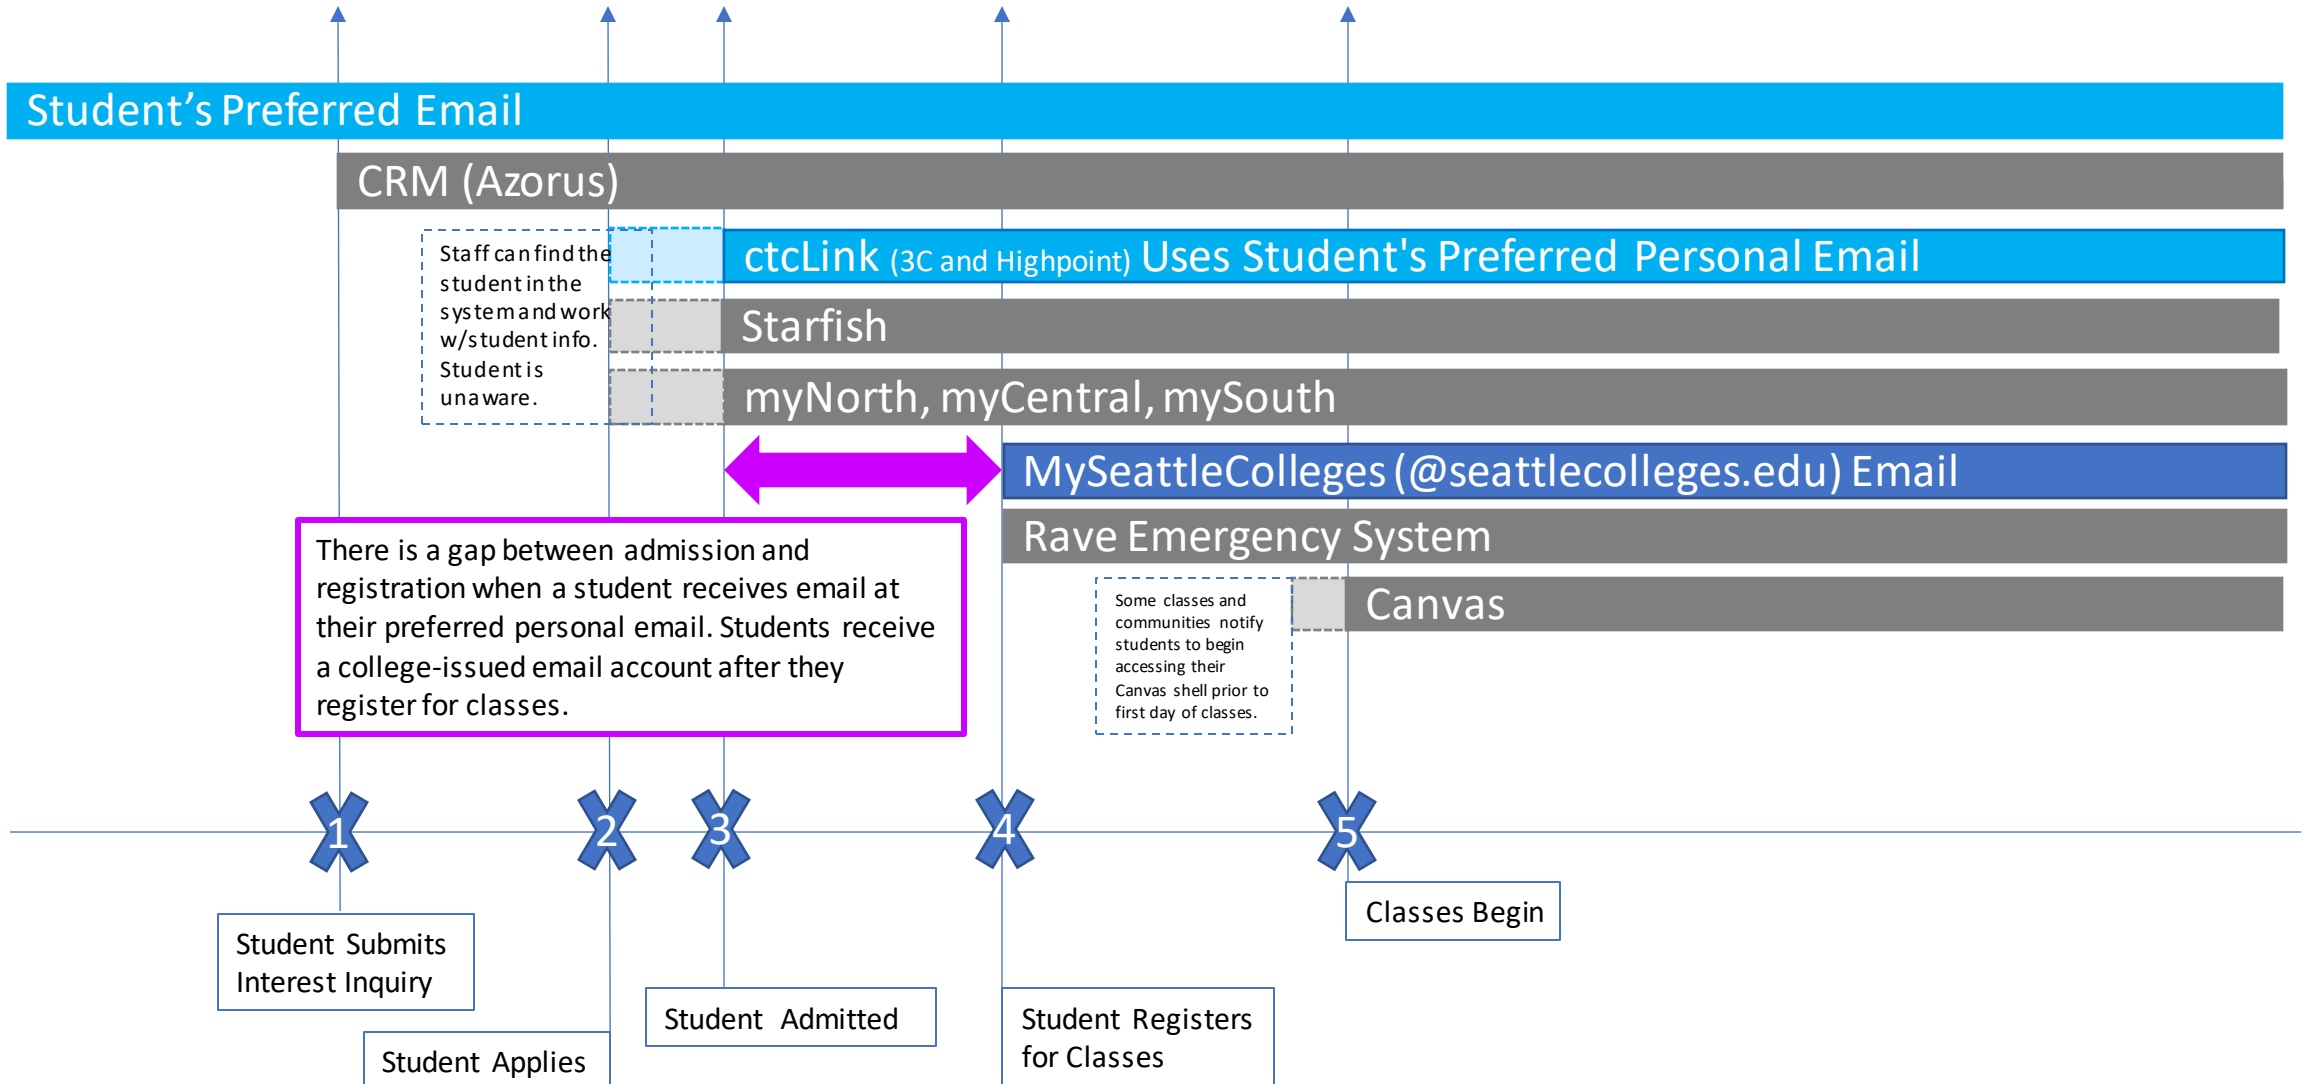 Student's Preferred Email
CRM (Azorus)
Staff can find the
student in the
system and work
w/student info.
Student is
unaware.
ctcLink (3C and Highpoint) Uses Student's Preferred Personal Email
Starfish
myNorth, myCentral, mySouth
MySeattleColleges (@seattlecolleges.edu) Email
Rave Emergency System
There is a gap between admission and
registration when a student receives email at
their preferred personal email. Students receive
a college-issued email account after they
register for classes.
Some classes and
communities notify
students to begin
accessing their
Canvas shell prior to
first day of classes.
Canvas
1
2
3
4
5
Student Submits
Interest Inquiry
Student Applies
Student Admitted
Student Registers
for Classes
Classes Begin